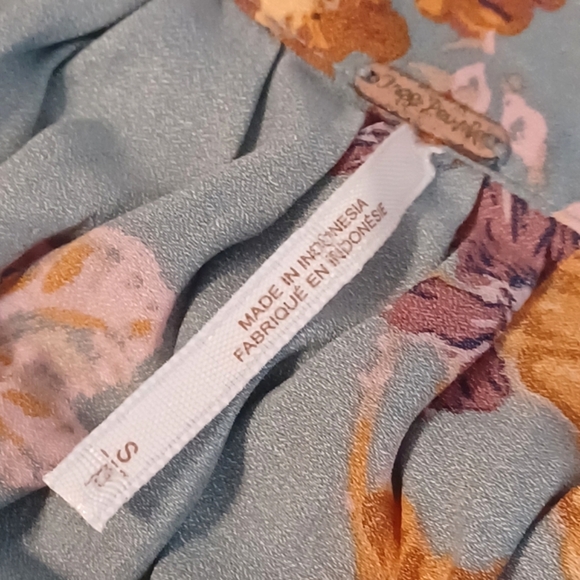 MADE IN INDONESIA
FABRIQUÉ EN INDONÉSIE
S